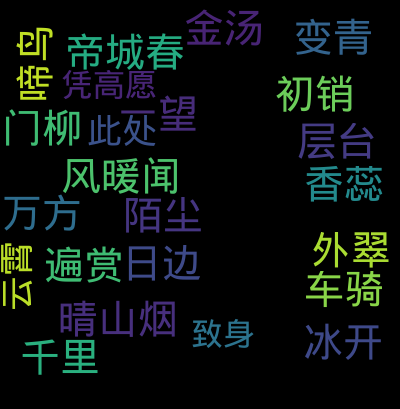 啼鸟
帝城春
金汤
变青
凭高愿
一望
初销
门柳
此处
层台
风暖闻
香蕊
万方
陌尘
云霄
遍赏
日边
外翠
车骑
晴山烟
致身
冰开
千里